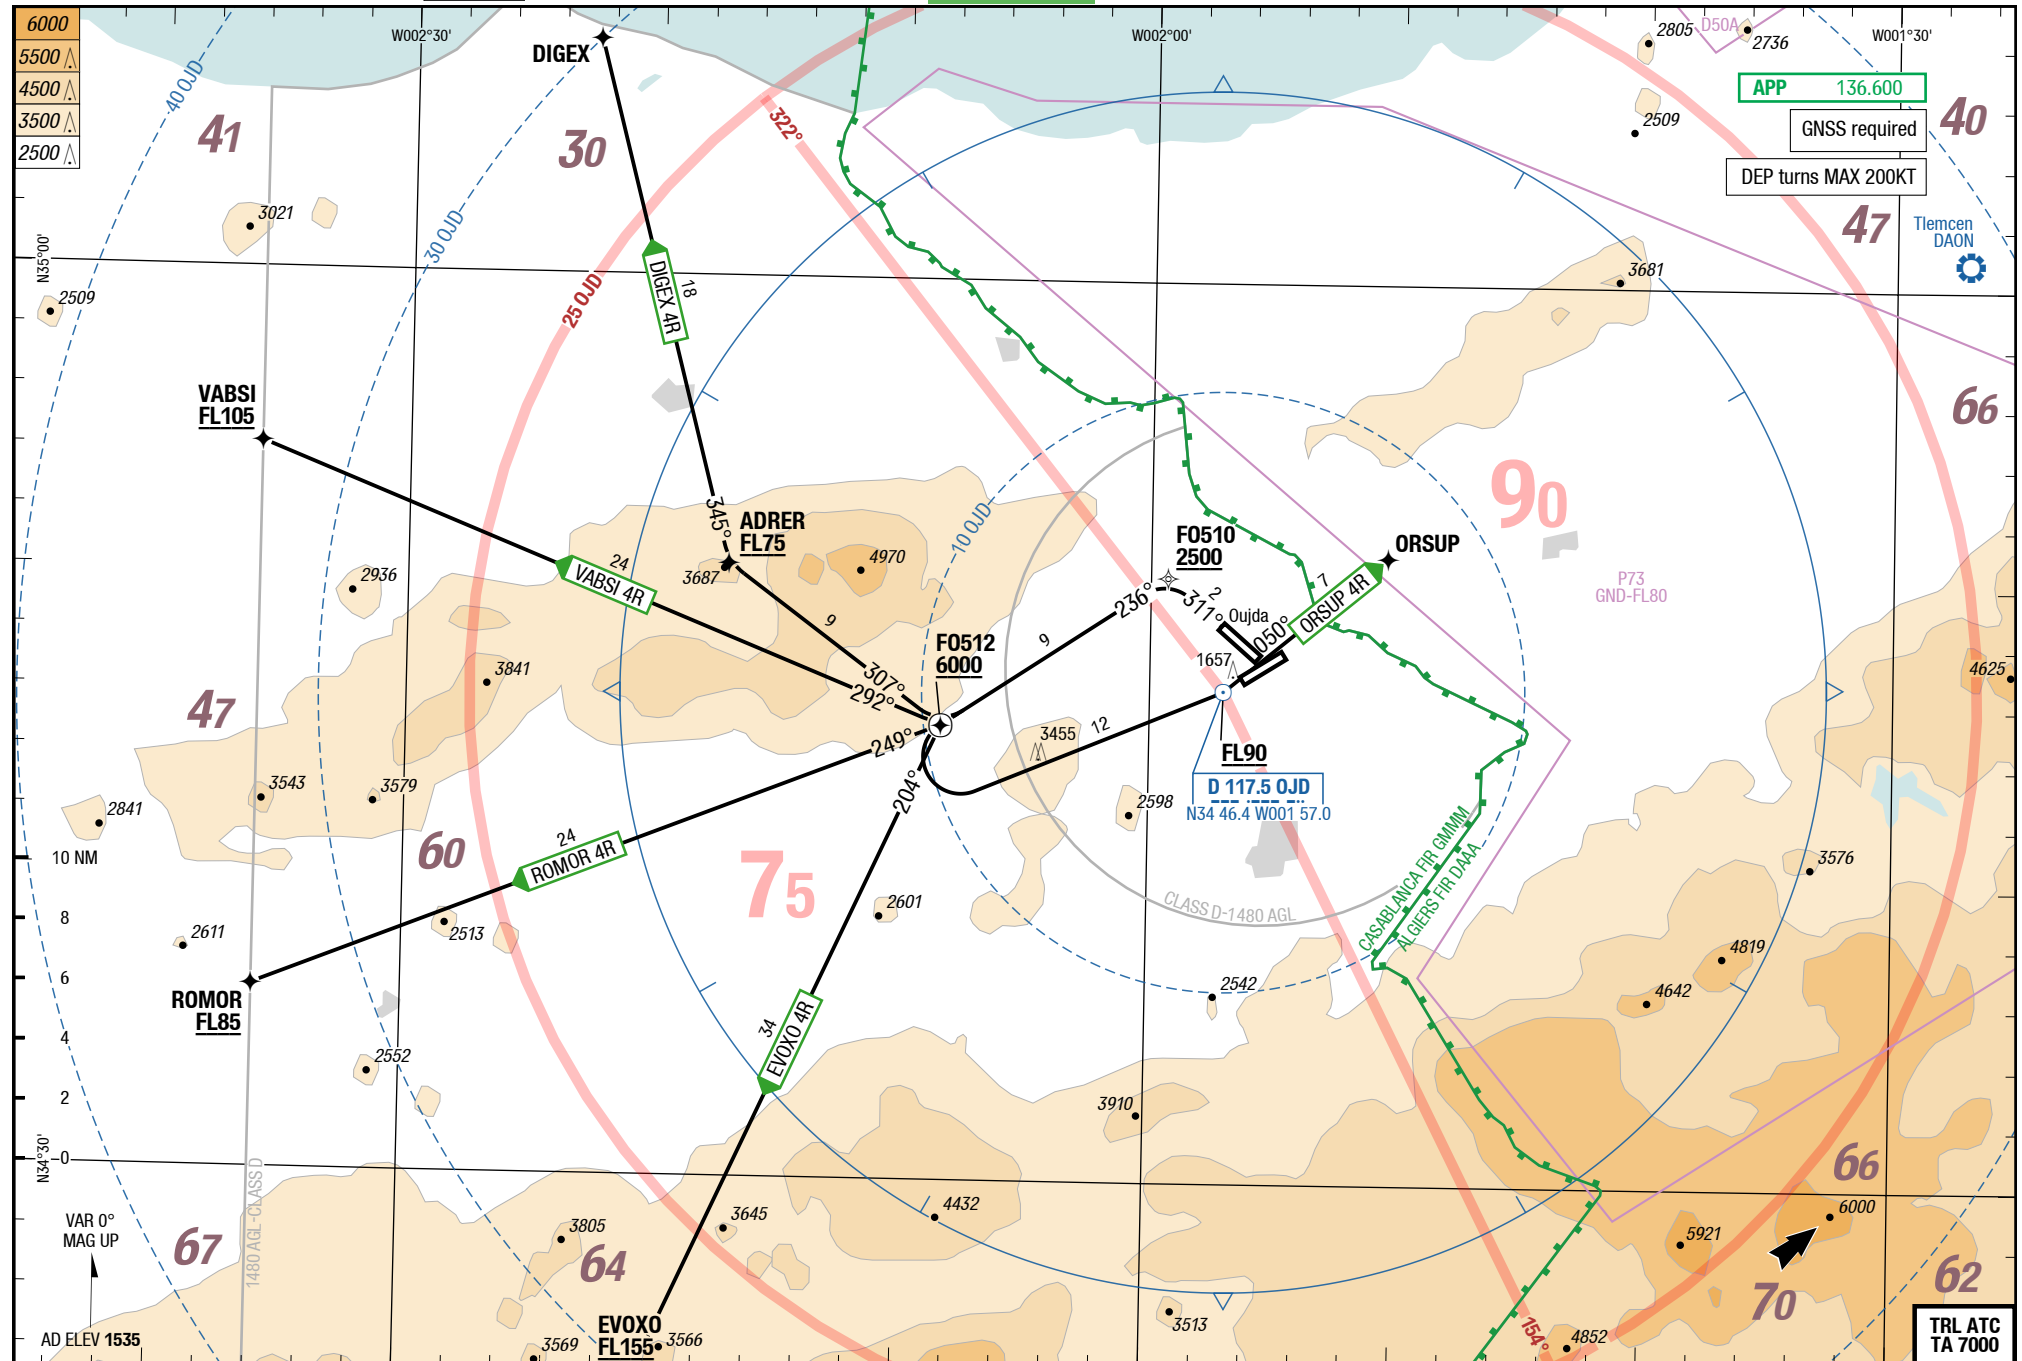 6000
5500
4500
3500
2500
W002°30'
W002°00'
W001°30'
DIGEX
40 OJD
30 OJD
25 OJD
10 OJD
322°
D50A
2805
2736
2509
APP 136.600
GNSS required
DEP turns MAX 200KT
41
30
40
47
66
Tlemcen
DAON
3021
N35°00'
2509
DIGEX 4R
18
3681
VABSI
FL105
345°
ADRER
FL75
3687
4970
90
P73
GND-FL80
FO510
2500
ORSUP
24
VABSI 4R
2936
9
236°
2
311°
Oujda
050°
ORSUP 4R
7
FO512
6000
9
307°
292°
249°
204°
1657
3841
47
4625
12
3455
FL90
D 117.5 OJD
N34 46.4 W001 57.0
3543
3579
2841
2598
10 NM
8
6
4
2
0
60
24
ROMOR 4R
75
2601
CLASS D-1480 AGL
CASABLANCA FIR GMMM
ALGIERS FIR DAAA
3576
2513
2611
ROMOR
FL85
2542
4819
4642
34
EVOXO 4R
2552
3910
N34°30'
1480 AGL-CLASS D
66
VAR 0°
MAG UP
67
3805
64
3645
4432
6000
5921
70
62
AD ELEV 1535
3569
EVOXO
FL155
3566
3513
154°
4852
TRL ATC
TA 7000